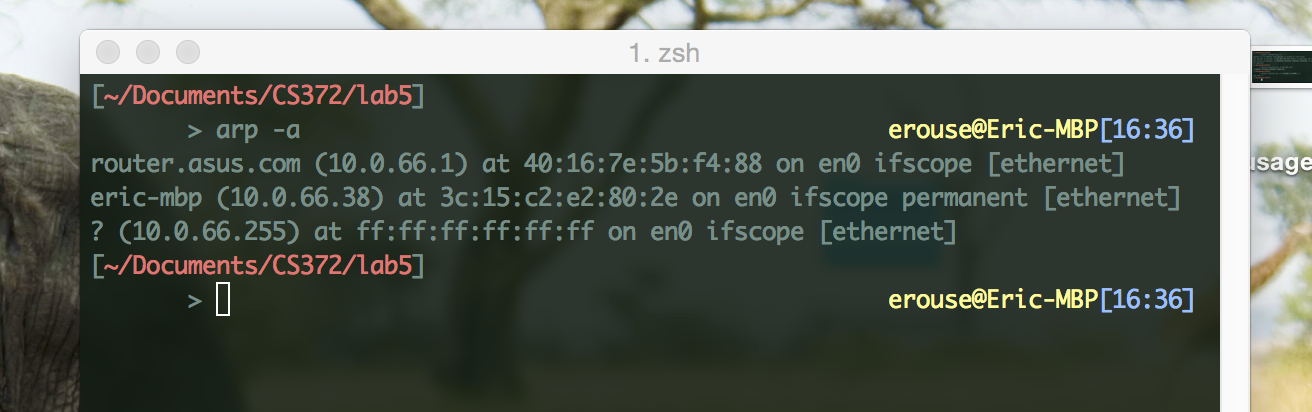 1. zsh
[~/Documents/CS372/lab5]
> arp -a erouse@Eric-MBP[16:36]
router.asus.com (10.0.66.1) at 40:16:7e:5b:f4:88 on en0 ifscope [ethernet]
eric-mbp (10.0.66.38) at 3c:15:c2:e2:80:2e on en0 ifscope permanent [ethernet]
? (10.0.66.255) at ff:ff:ff:ff:ff:ff on en0 ifscope [ethernet]
[~/Documents/CS372/lab5]
> erouse@Eric-MBP[16:36]
usage